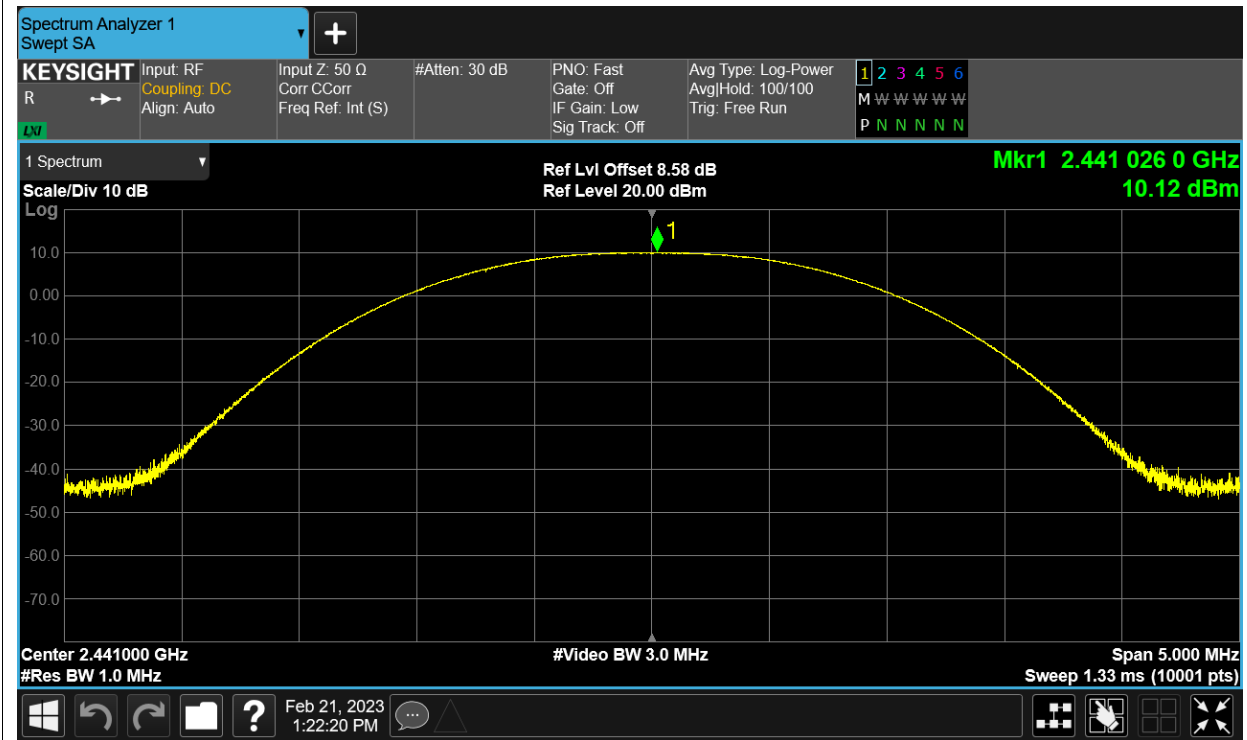 Spectrum Analyzer 1
Swept SA
+
KEYSIGHT
R
LXI
Input: RF
Coupling: DC
Align: Auto
Input Z: 50 Ω
Corr CCorr
Freq Ref: Int (S)
#Atten: 30 dB
PNO: Fast
Gate: Off
IF Gain: Low
Sig Track: Off
Avg Type: Log-Power
Avg|Hold: 100/100
Trig: Free Run
1 2 3 4 5 6
M W W W W W
P N N N N N
1 Spectrum
Scale/Div 10 dB
Log
Ref Lvl Offset 8.58 dB
Ref Level 20.00 dBm
Mkr1 2.441 026 0 GHz
10.12 dBm
1
10.0
0.00
-10.0
-20.0
-30.0
-40.0
-50.0
-60.0
-70.0
Center 2.441000 GHz
#Res BW 1.0 MHz
#Video BW 3.0 MHz
Span 5.000 MHz
Sweep 1.33 ms (10001 pts)
?
Feb 21, 2023
1:22:20 PM